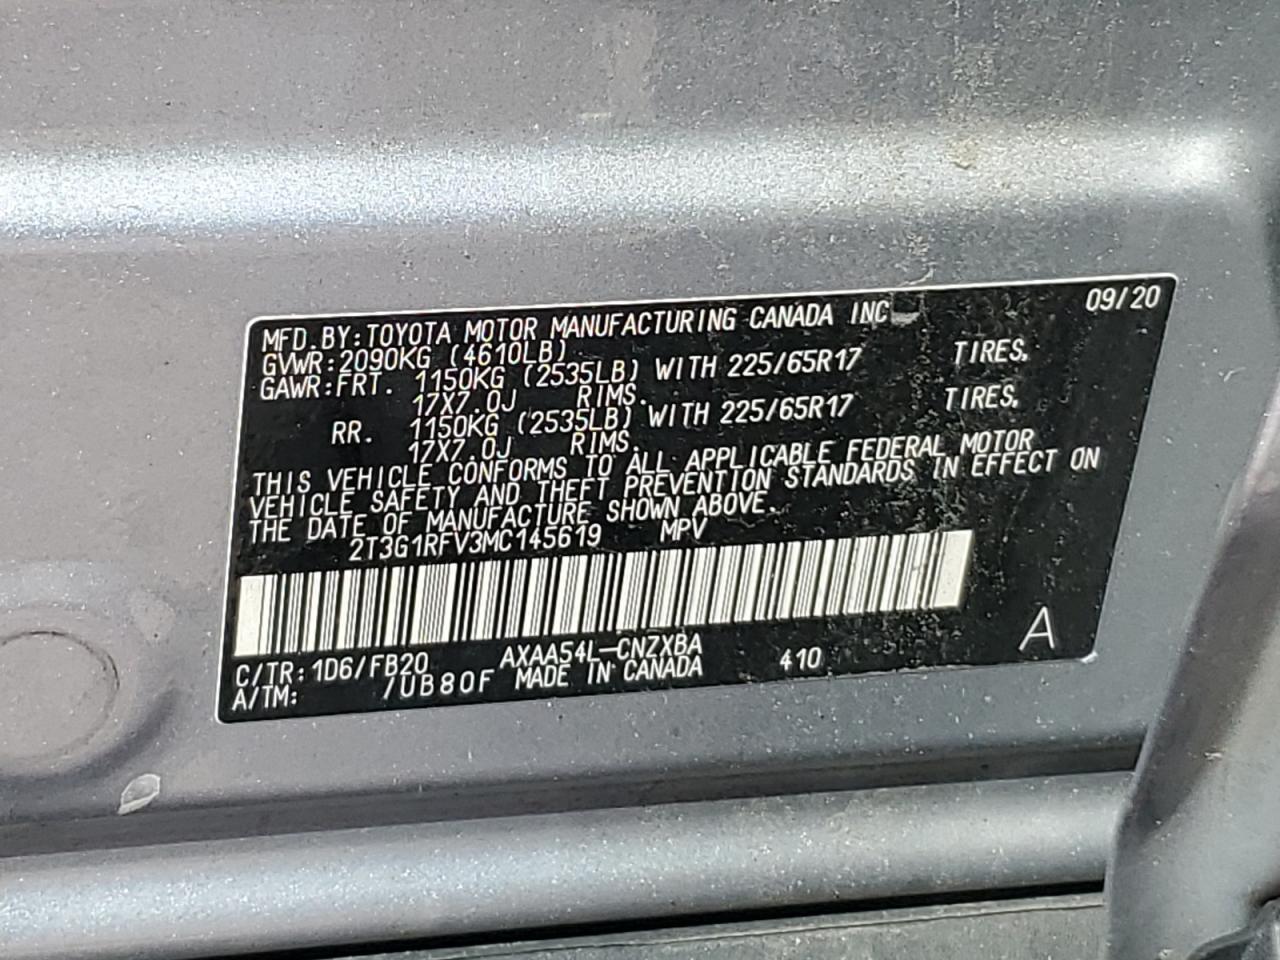 09/20
MFD.BY:TOYOTA MOTOR MANUFACTURING CANADA INC
GVWR:2090KG (4610LB)
GAWR:FRT. 1150KG (2535LB) WITH 225/65R17 TIRES.
17X7.0J RIMS.
RR. 1150KG (2535LB) WITH 225/65R17 TIRES.
17X7.0J RIMS.
THIS VEHICLE CONFORMS TO ALL APPLICABLE FEDERAL MOTOR
VEHICLE SAFETY AND THEFT PREVENTION STANDARDS IN EFFECT ON
THE DATE OF MANUFACTURE SHOWN ABOVE.
2T3G1RFV3MC145619 MPV
C/TR: 1D6/FB20 AXAA54L-CNZXBA 410 A
A/TM: /UB80F MADE IN CANADA